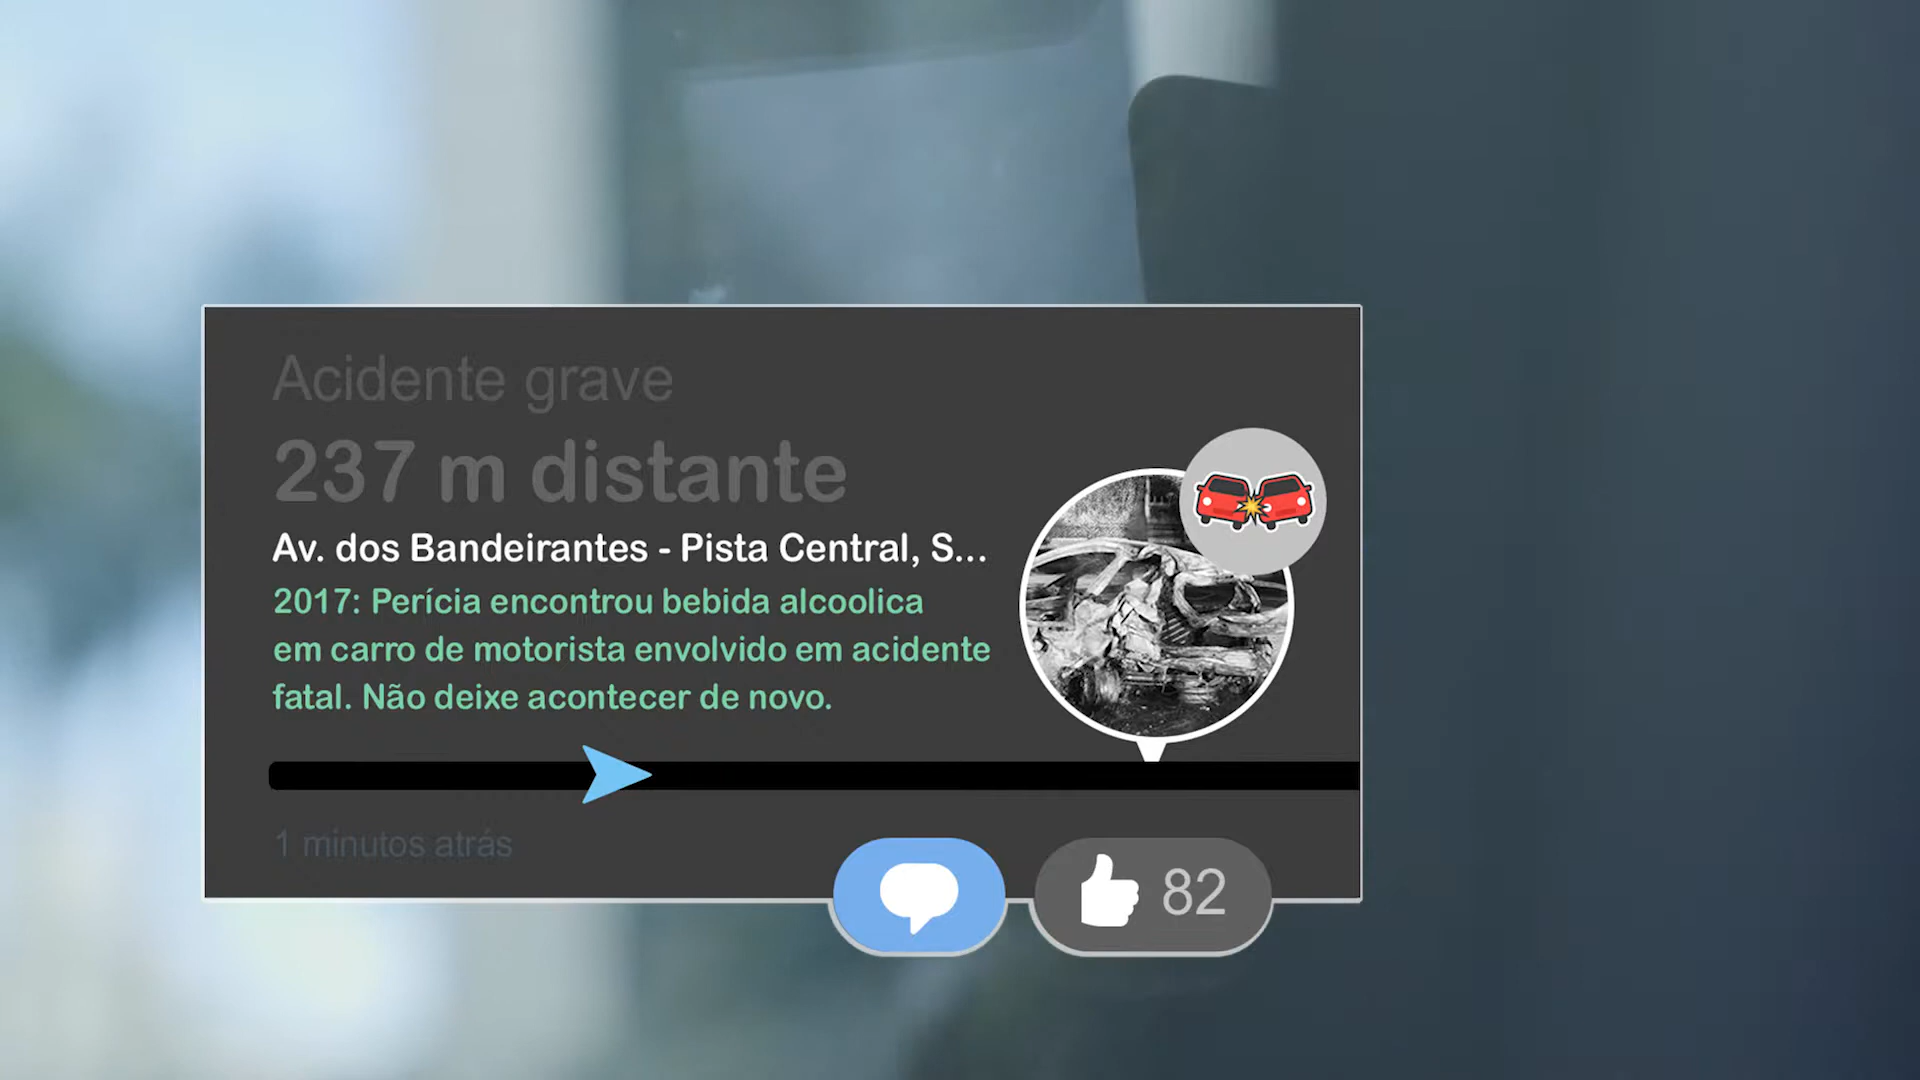 Acidente grave
237 m distante
Av. dos Bandeirantes - Pista Central, S...
2017: Perícia encontrou bebida alcoolica
em carro de motorista envolvido em acidente
fatal. Não deixe acontecer de novo.
1 minutos atrás
82